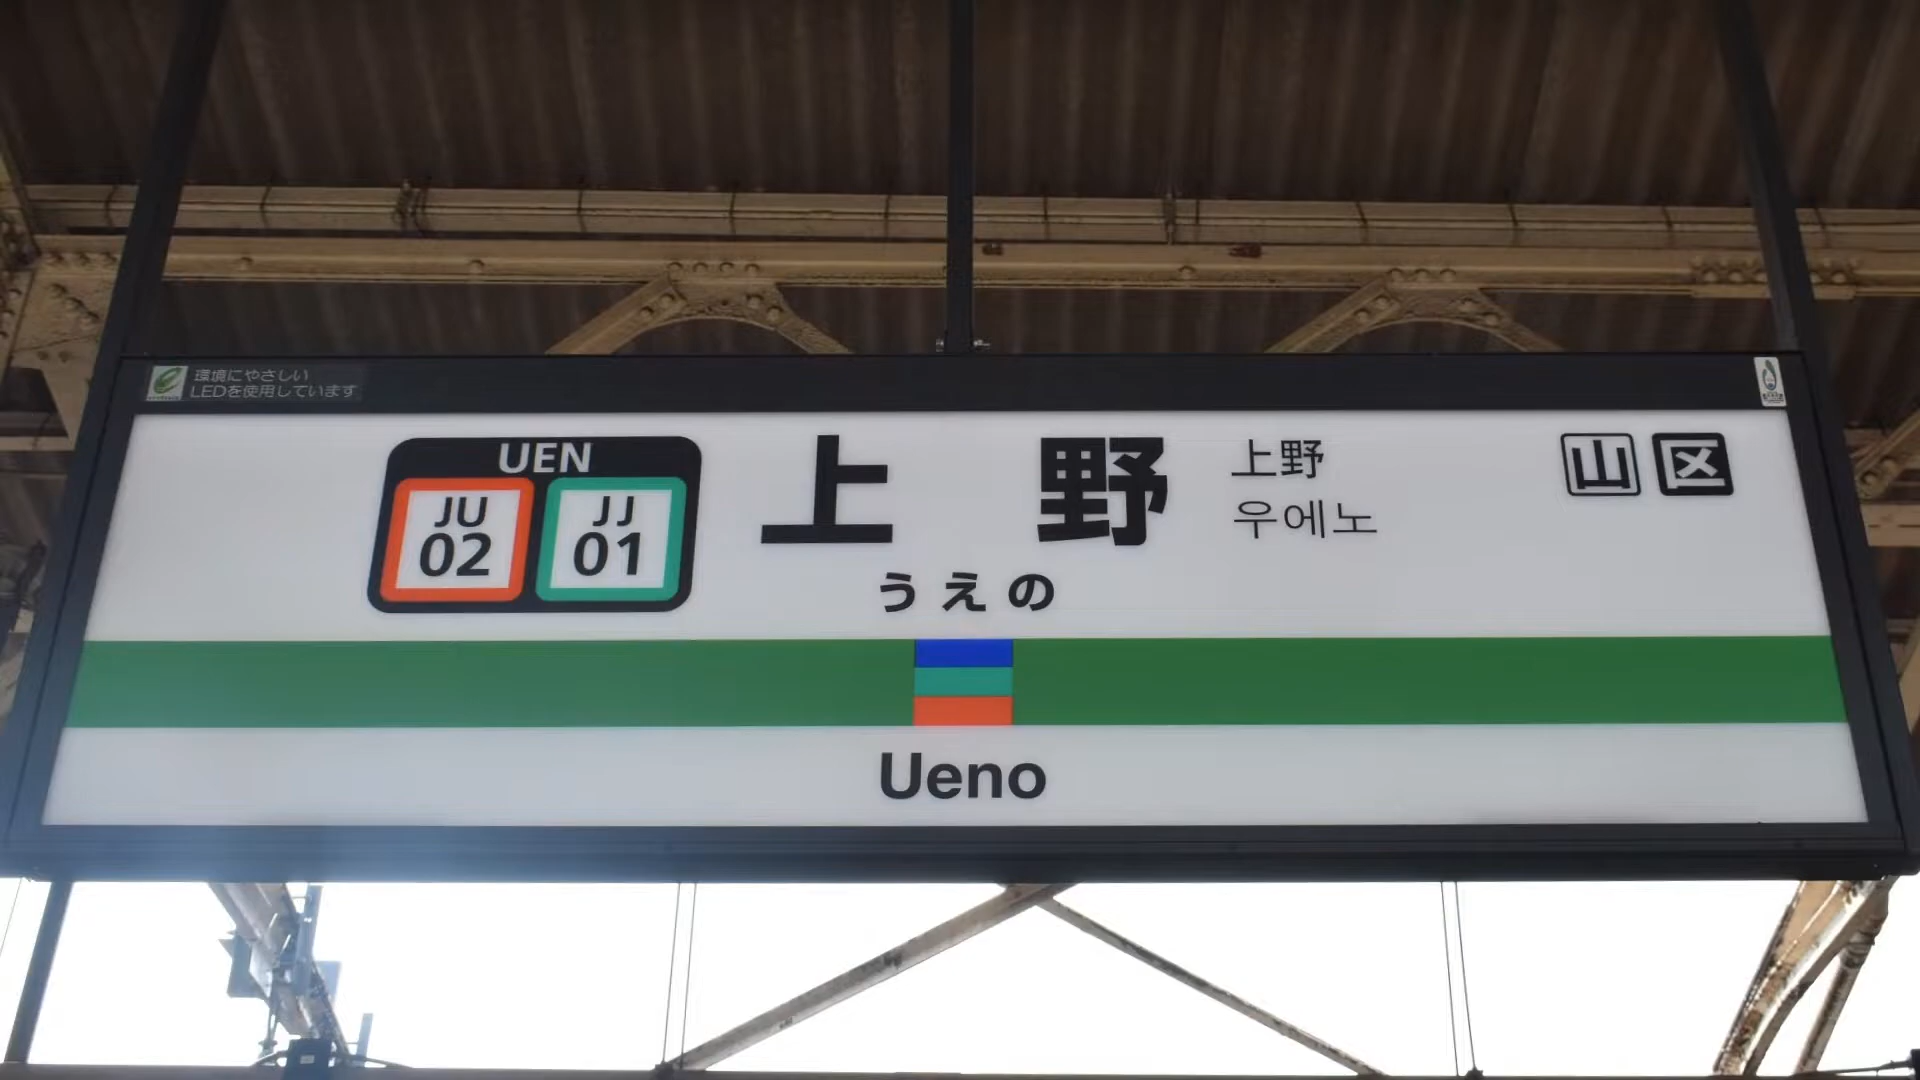 環境にやさしい
LEDを使用しています
UEN
JU 02
JJ 01
上野
うえの
上野
우에노
山 区
Ueno